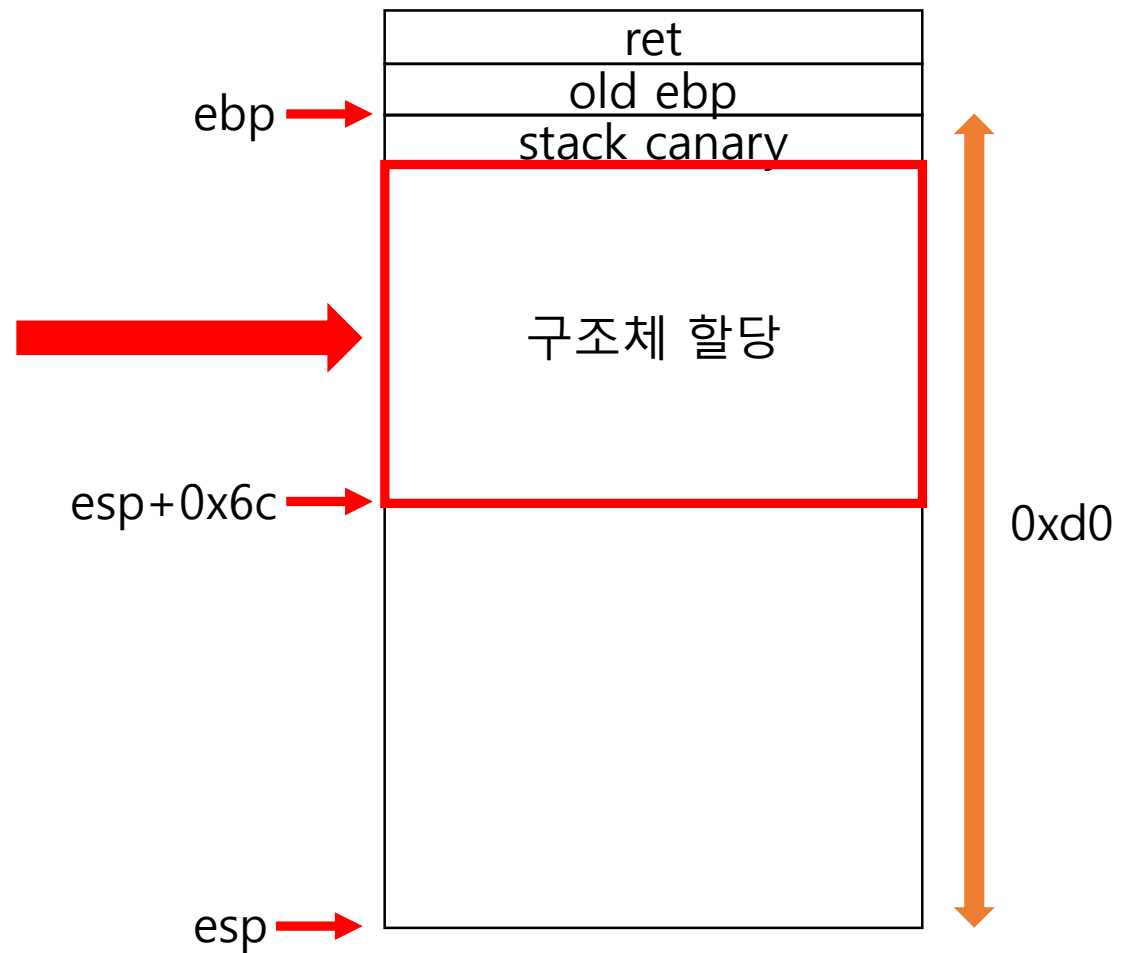 ret
old ebp
ebp
stack canary
구조체 할당
esp+0x6c
0xd0
esp